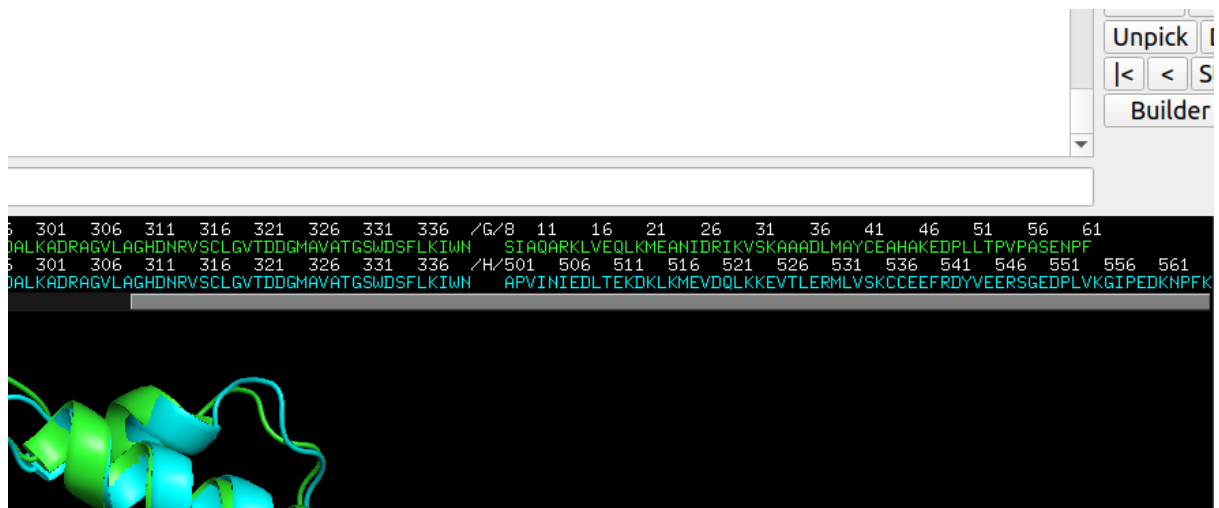 Unpick
|< <
Builder
301 306 311 316 321 326 331 336 /G/8 11 16 21 26 31 36 41 46 51 56 61
DALKADRAGVLAGHDNRVSCLGVTDDGMAVATGSWDSFLKIWN SIAQARKLVEQLKMEANIDRIKVSKAAADLMAYCEAHAKEDPLLTPVPASENPF
301 306 311 316 321 326 331 336 /H/501 506 511 516 521 526 531 536 541 546 551 556 561
DALKADRAGVLAGHDNRVSCLGVTDDGMAVATGSWDSFLKIWN APVINIEDLTEKDKLKMEVDQLKKEVTLERMLVSKCCEEFRDYVEERSGEDPLVKGIPEDKNPFK